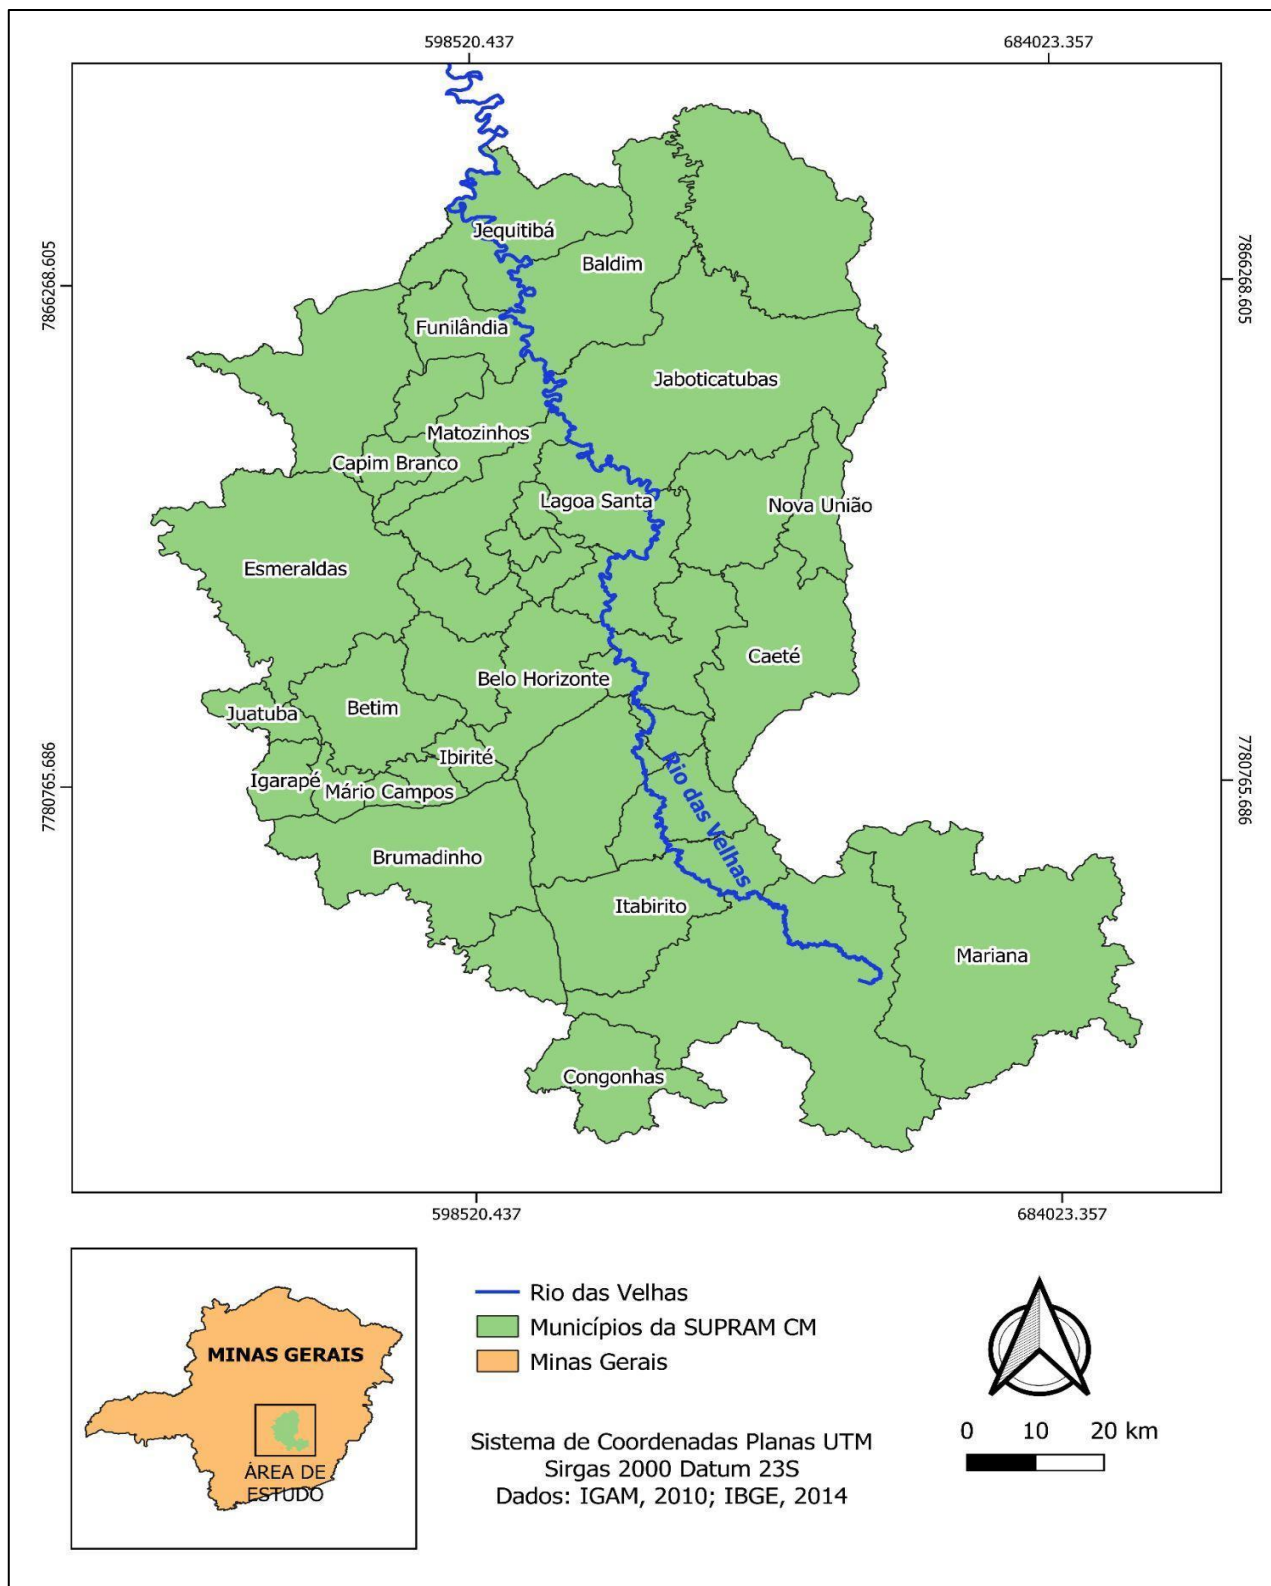 598520.437
684023.357
7866268.605
7866268.605
Jequitibá
Baldim
Funilândia
Jaboticatubas
Matozinhos
Capim Branco
Lagoa Santa
Nova União
Esmeraldas
Caeté
Belo Horizonte
Juatuba
Betim
Ibirité
Igarapé
Mário Campos
7780765.686
7780765.686
Rio das Velhas
Brumadinho
Itabirito
Mariana
Congonhas
598520.437
684023.357
MINAS GERAIS
ÁREA DE
ESTUDO
Rio das Velhas
Municípios da SUPRAM CM
Minas Gerais
Sistema de Coordenadas Planas UTM
Sirgas 2000 Datum 23S
Dados: IGAM, 2010; IBGE, 2014
0 10 20 km